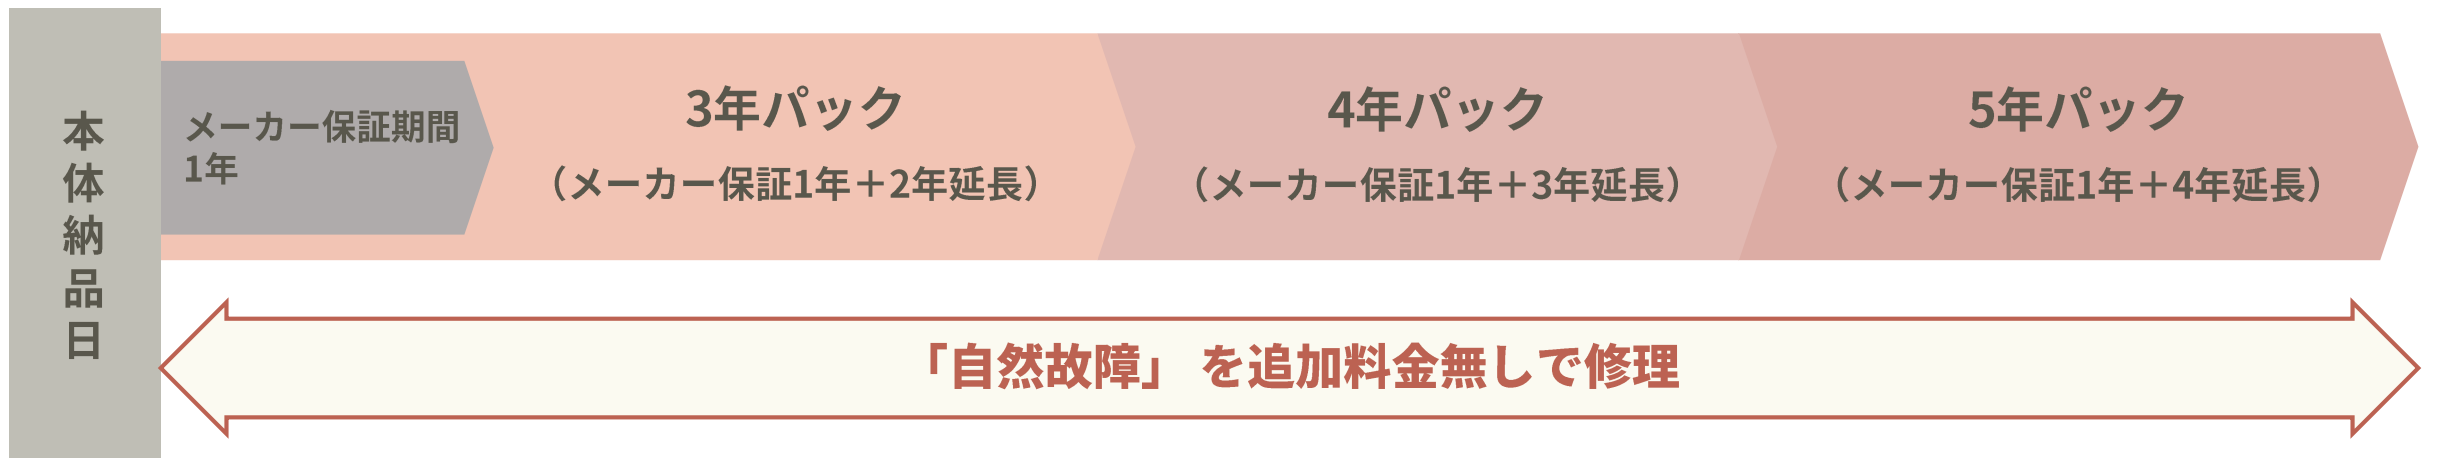 本体納品日
メーカー保証期間
1年
3年パック
（メーカー保証1年＋2年延長）
4年パック
（メーカー保証1年＋3年延長）
5年パック
（メーカー保証1年＋4年延長）
「自然故障」 を追加料金無しで修理